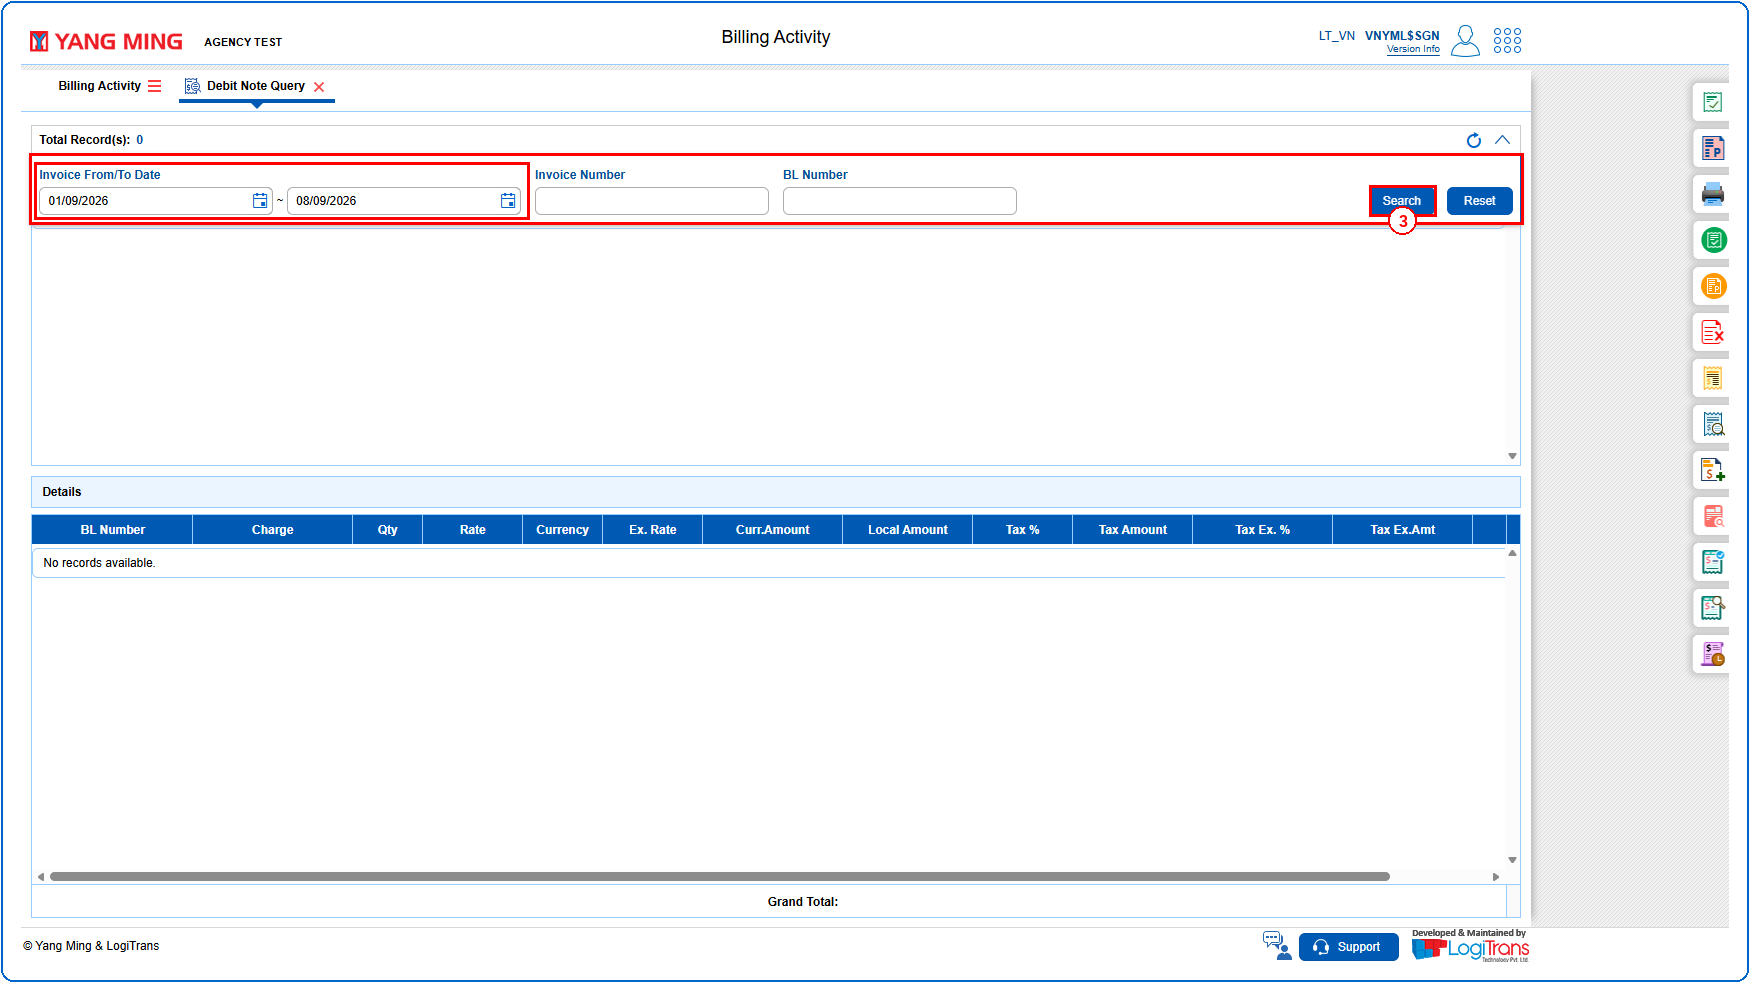 YANG MING AGENCY TEST
Billing Activity
LT_VN VNYML$SGN
Version Info
Billing Activity
Debit Note Query
Total Record(s): 0
Invoice From/To Date
Invoice Number
BL Number
01/09/2026 ~ 08/09/2026
Search
Reset
3
Details
BL Number Charge Qty Rate Currency Ex. Rate Curr.Amount Local Amount Tax % Tax Amount Tax Ex. % Tax Ex.Amt
No records available.
Grand Total:
© Yang Ming & LogiTrans
Support
Developed & Maintained by
LogiTrans
Technology Pvt. Ltd.